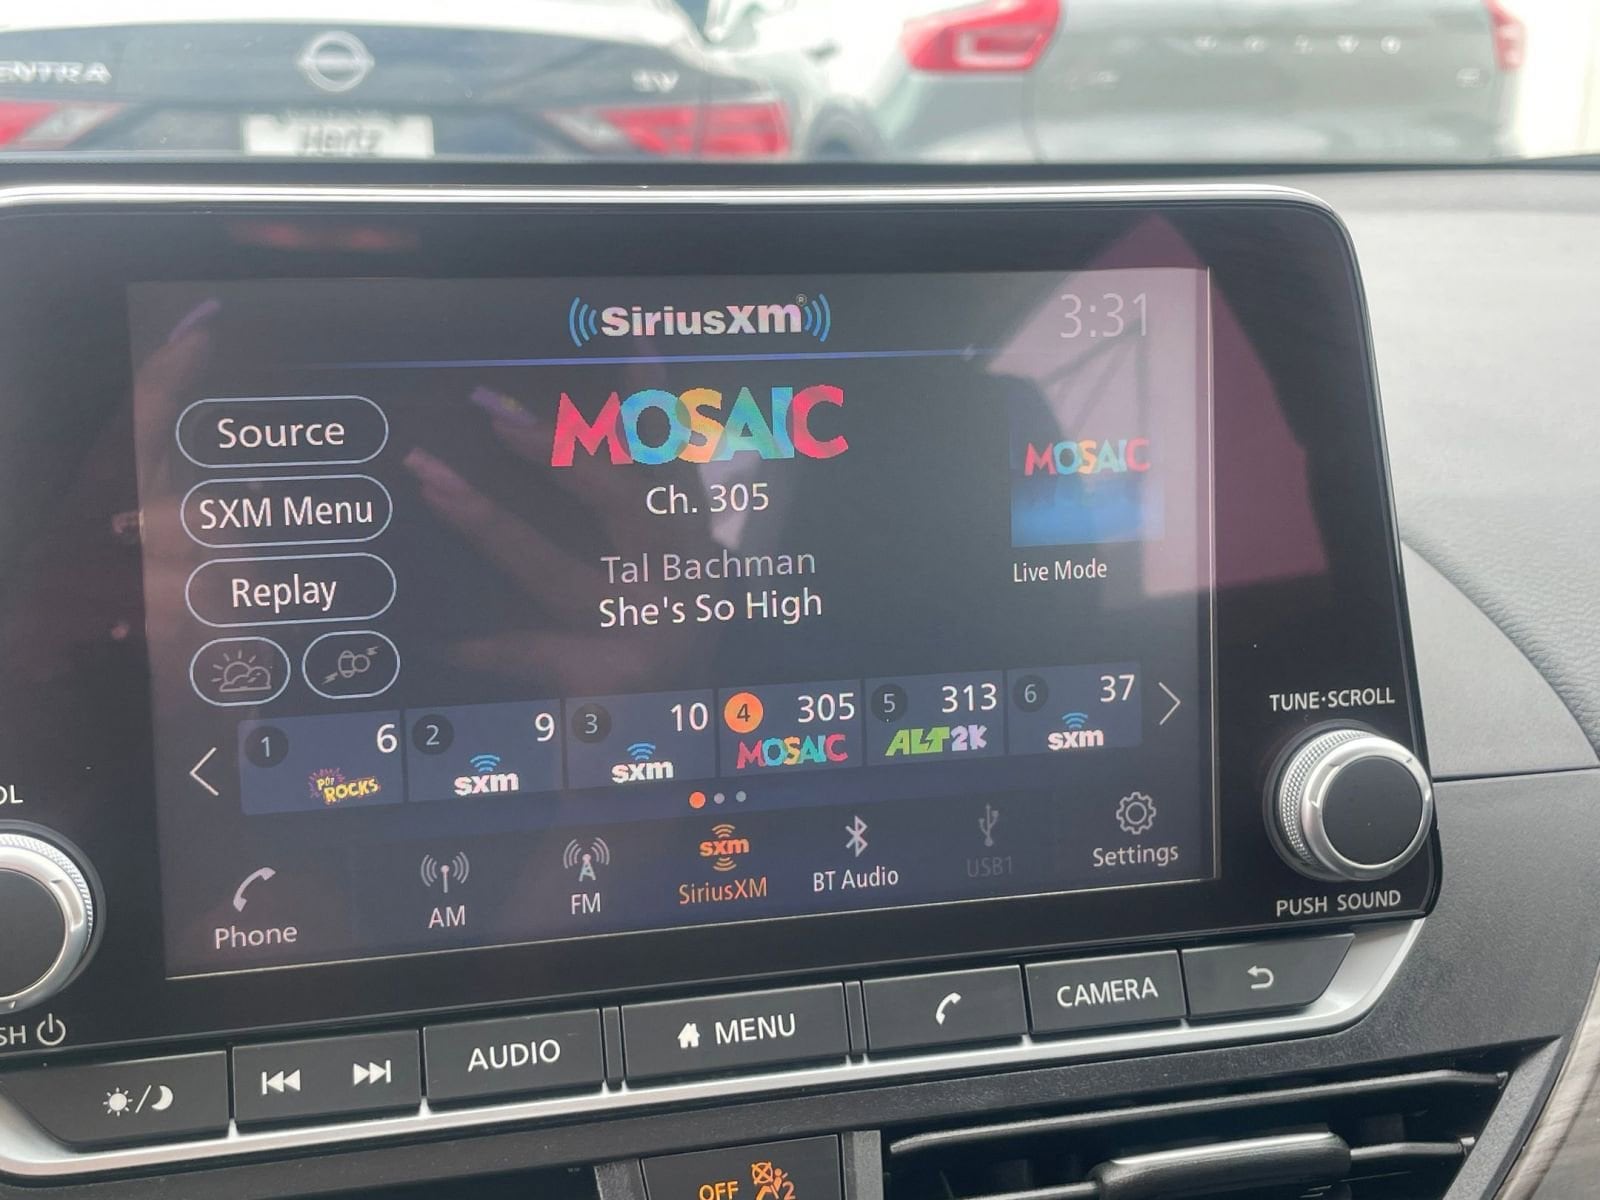 ENTRA
SV
Hertz
VOLVO
SiriusXM®
3:31
MOSAIC
Ch. 305
Tal Bachman
She's So High
Source
SXM Menu
Replay
MOSAIC
Live Mode
1 6 POP ROCKS
2 9 sxm
3 10 sxm
4 305 MOSAIC
5 313 ALT2K
6 37 sxm
Phone
AM
FM
sxm
SiriusXM
BT Audio
USB1
Settings
TUNE·SCROLL
PUSH SOUND
OL
SH
AUDIO
MENU
CAMERA
OFF
2